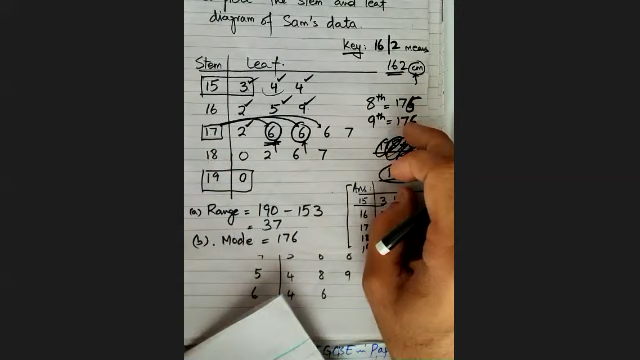 the stem and leaf
diagram of Sam's data.
Key: 16 | 2 means
162 cm
Stem Leaf
15 3 4 4
16 2 5 9
17 2 6 6 6 7
18 0 2 6 7
19 0
8th = 176
9th = 176
(a) Range = 190 - 153
= 37
(b). Mode = 176
Ans
15 3
16
17
18
5 4 8 9
6 4 6